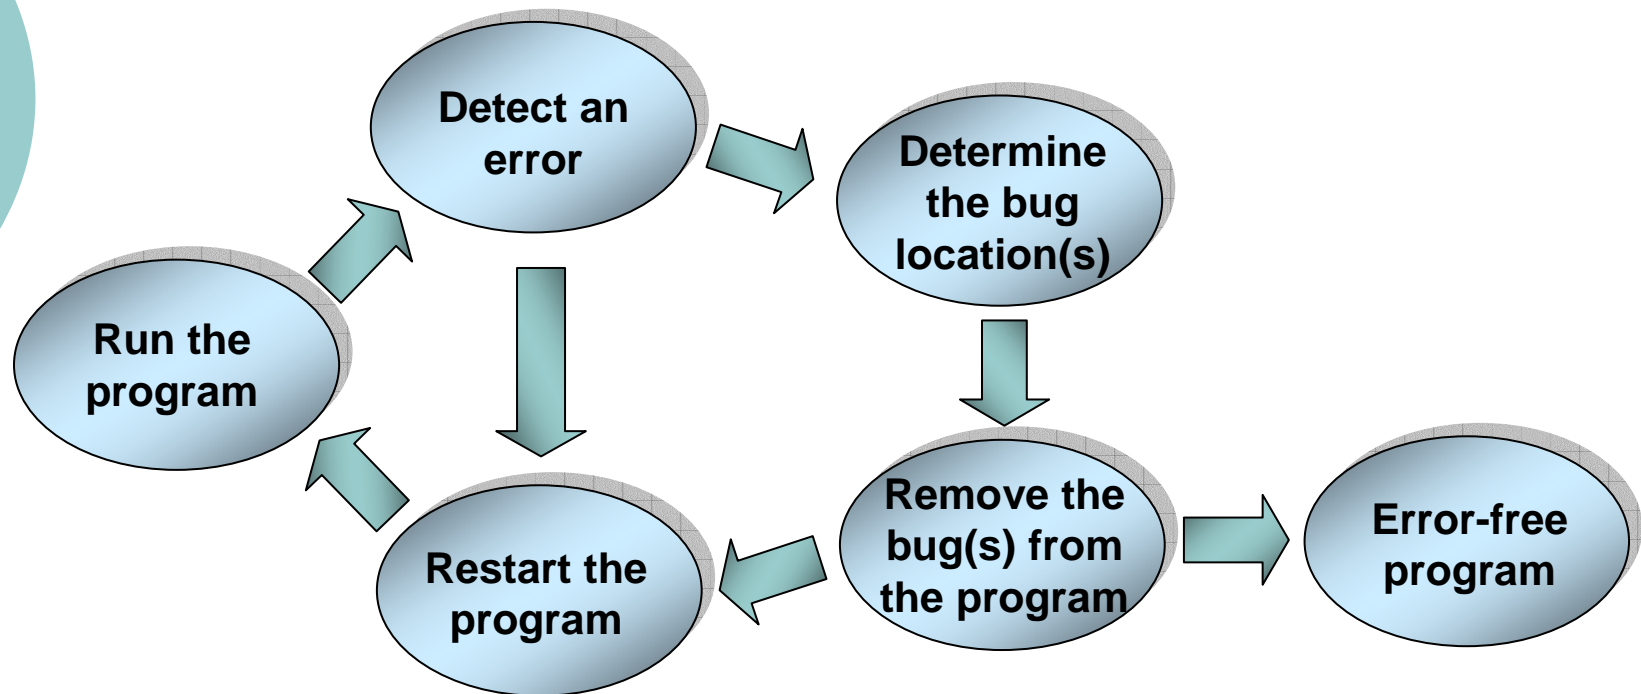 Detect an
error
Determine
the bug
location(s)
Run the
program
Remove the
bug(s) from
the program
Error-free
program
Restart the
program